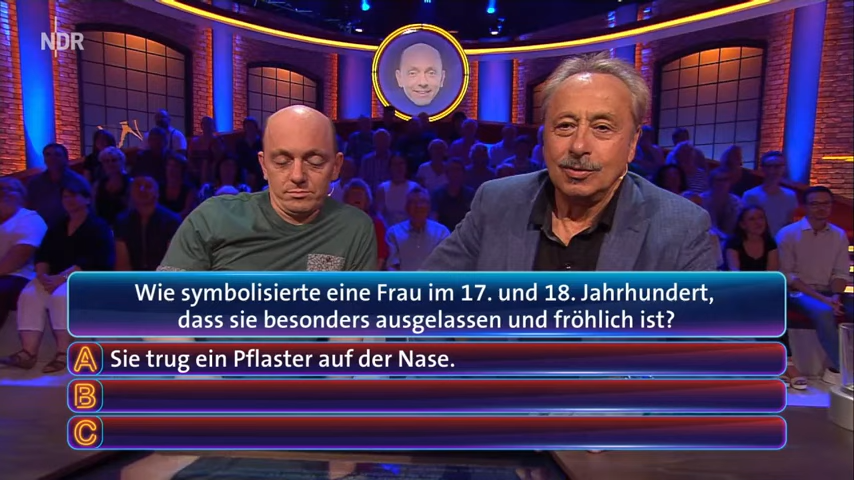 NDR
Wie symbolisierte eine Frau im 17. und 18. Jahrhundert,
dass sie besonders ausgelassen und fröhlich ist?
A Sie trug ein Pflaster auf der Nase.
B
C